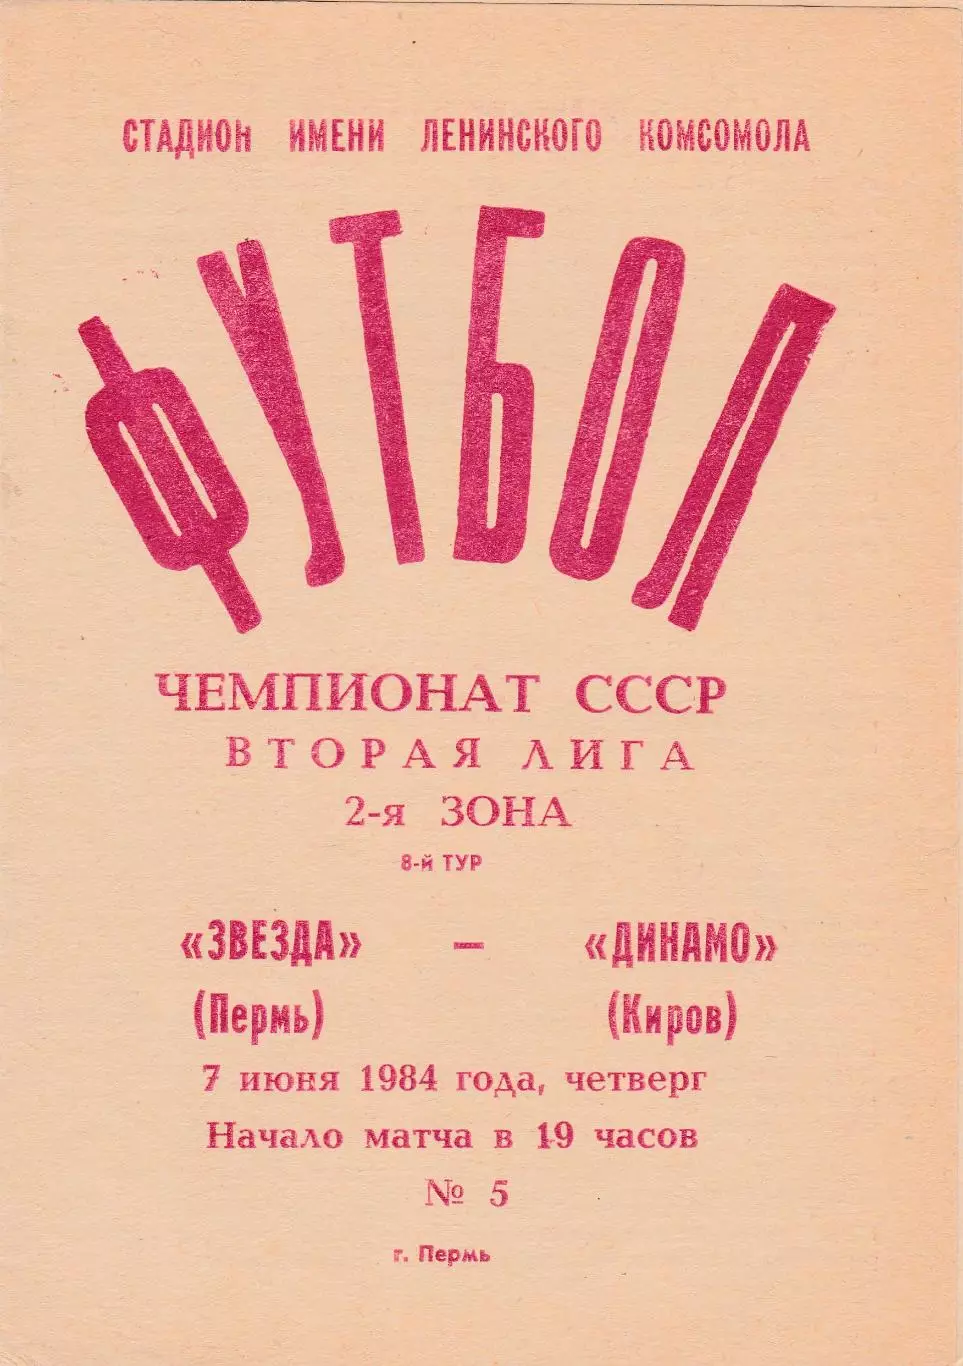 СТАДИОН ИМЕНИ ЛЕНИНСКОГО КОМСОМОЛА
ФУТБОЛ
ЧЕМПИОНАТ СССР
ВТОРАЯ ЛИГА
2-я ЗОНА
8-й ТУР
«ЗВЕЗДА» — «ДИНАМО»
(Пермь) (Киров)
7 июня 1984 года, четверг
Начало матча в 19 часов
№ 5
г. Пермь